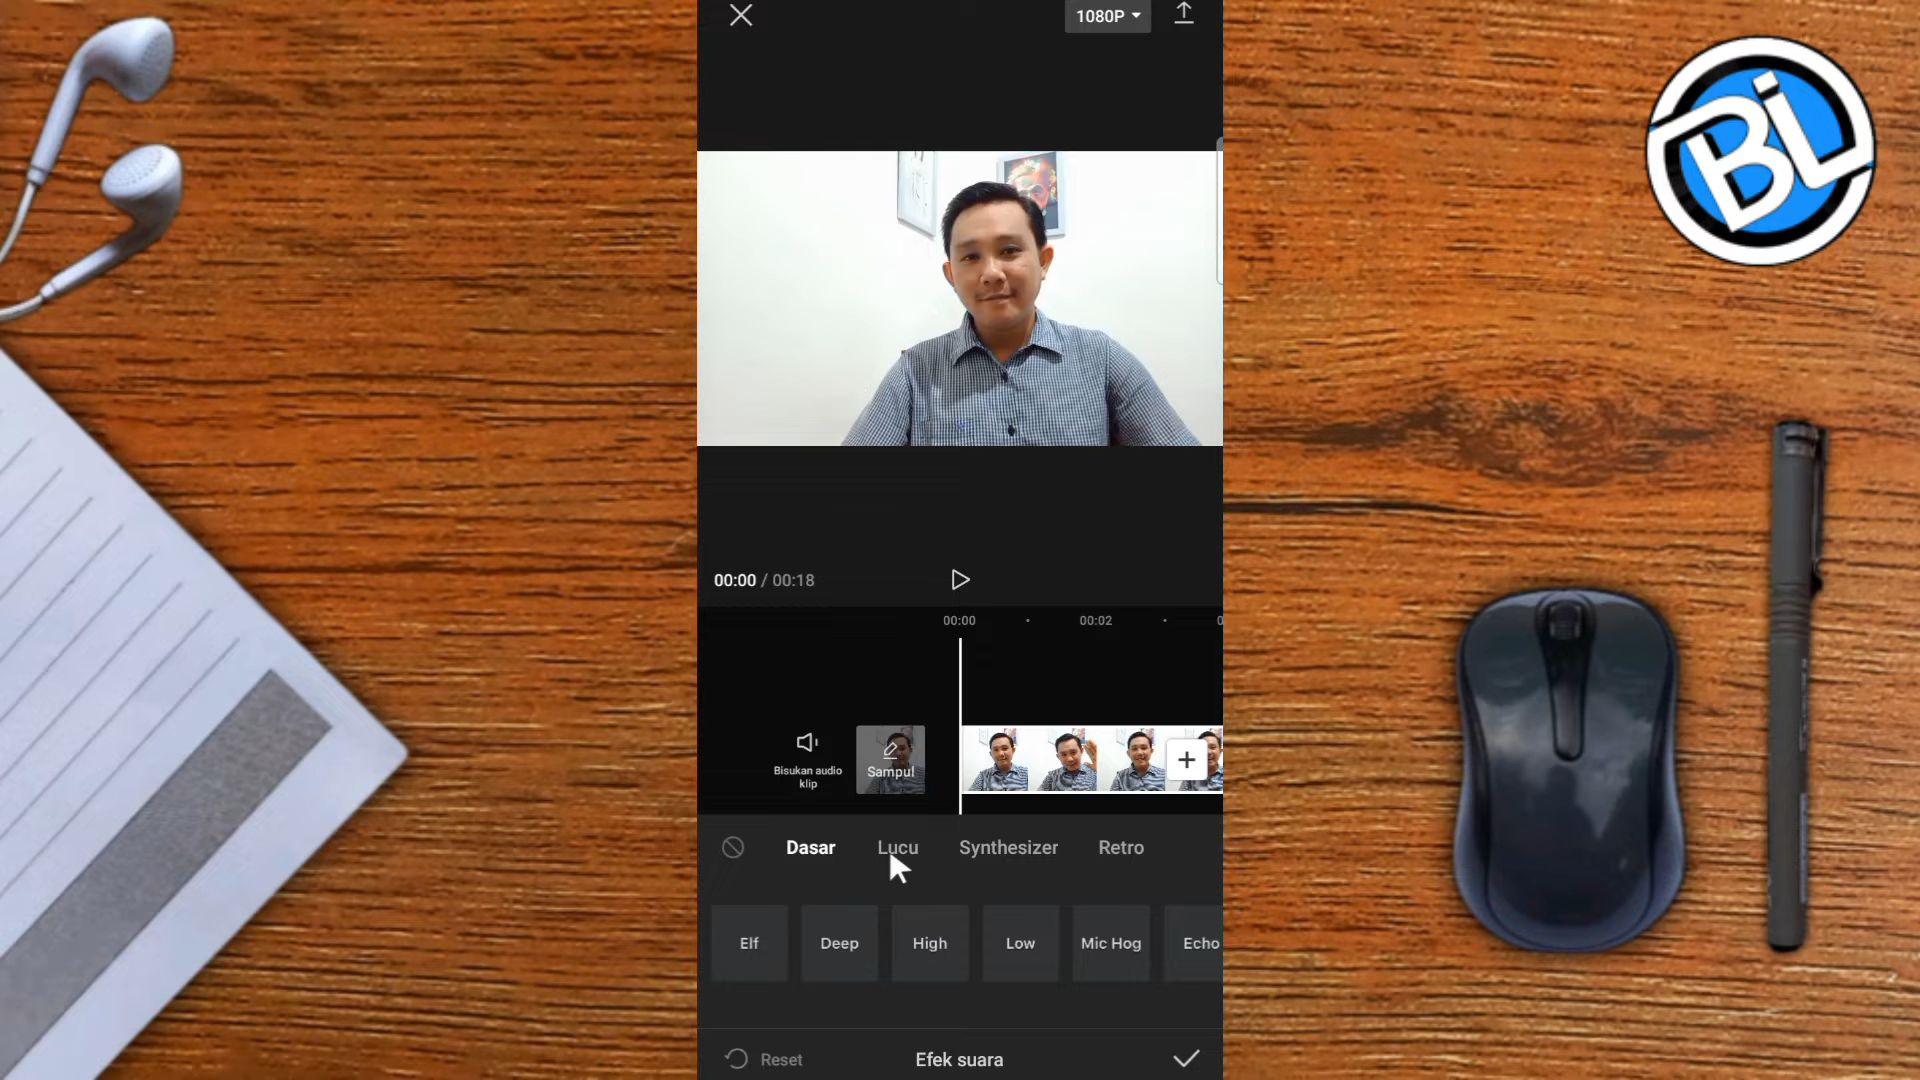 1080P
Bi
00:00 / 00:18
00:00
00:02
Bisukan audio
klip
Sampul
Dasar
Lucu
Synthesizer
Retro
Elf
Deep
High
Low
Mic Hog
Echo
Reset
Efek suara